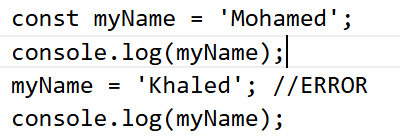 const myName = 'Mohamed';
console.log(myName);
myName = 'Khaled'; //ERROR
console.log(myName);